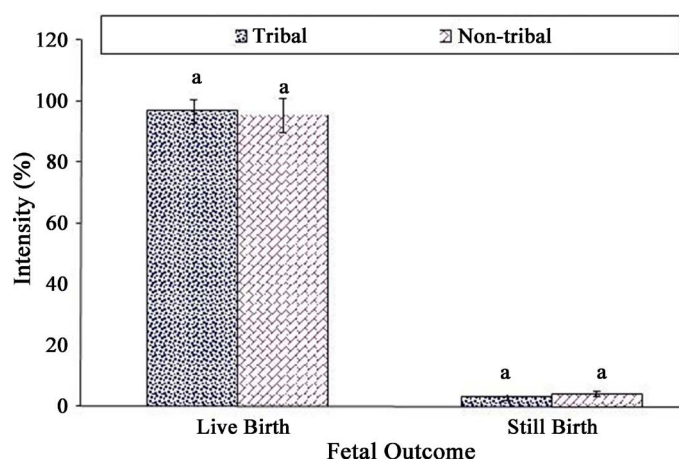 Tribal Non-tribal
120
100
80
60
40
20
0
Intensity (%)
a a
a a
Live Birth Still Birth
Fetal Outcome